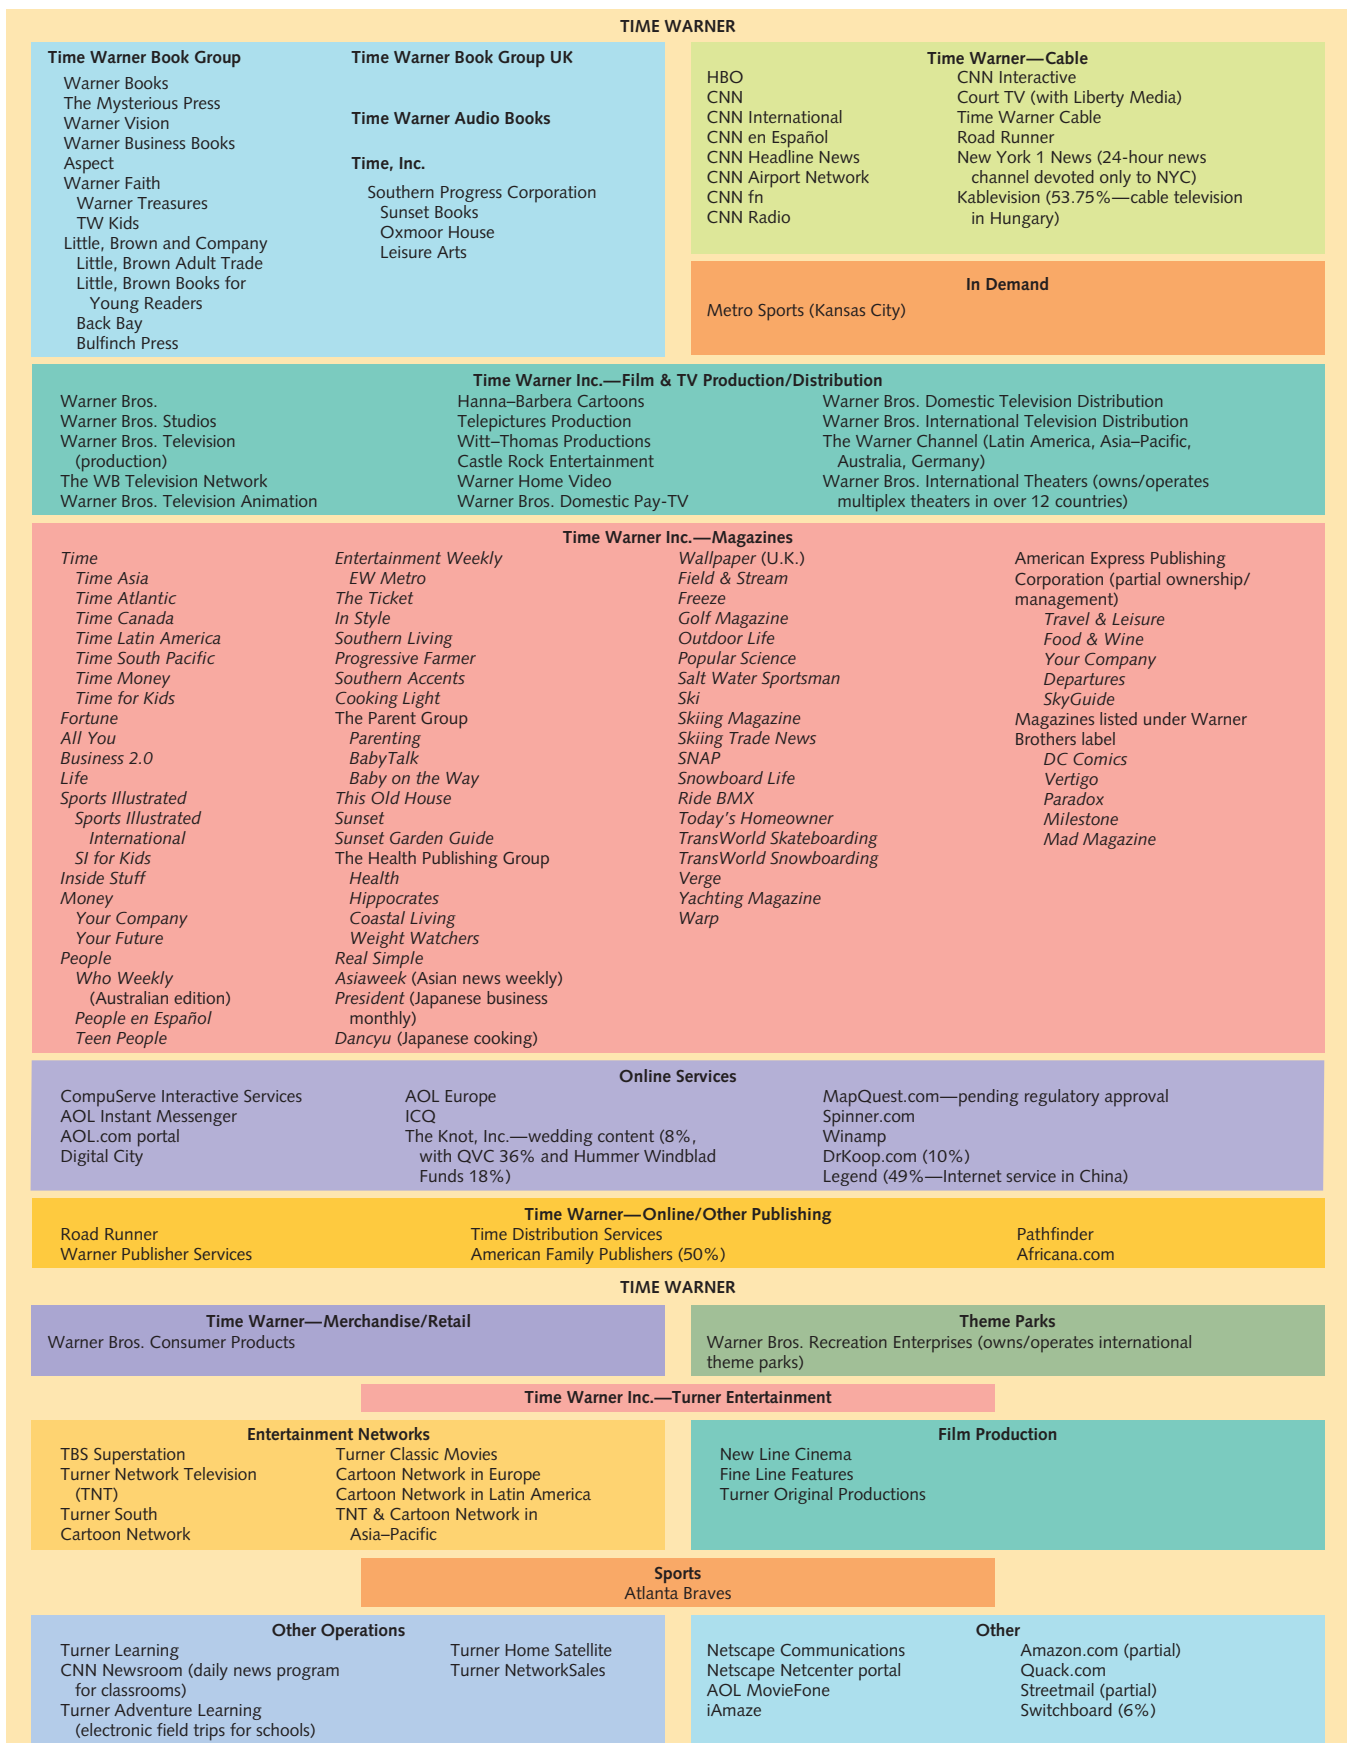 TIME WARNER
Time Warner Book Group
Warner Books
The Mysterious Press
Warner Vision
Warner Business Books
Aspect
Warner Faith
Warner Treasures
TW Kids
Little, Brown and Company
Little, Brown Adult Trade
Little, Brown Books for
Young Readers
Back Bay
Bulfinch Press
Time Warner Book Group UK
Time Warner Audio Books
Time, Inc.
Southern Progress Corporation
Sunset Books
Oxmoor House
Leisure Arts
Time Warner—Cable
HBO
CNN
CNN International
CNN en Español
CNN Headline News
CNN Airport Network
CNN fn
CNN Radio
CNN Interactive
Court TV (with Liberty Media)
Time Warner Cable
Road Runner
New York 1 News (24-hour news
channel devoted only to NYC)
Kablevision (53.75%—cable television
in Hungary)
In Demand
Metro Sports (Kansas City)
Time Warner Inc.—Film & TV Production/Distribution
Warner Bros.
Warner Bros. Studios
Warner Bros. Television
(production)
The WB Television Network
Warner Bros. Television Animation
Hanna–Barbera Cartoons
Telepictures Production
Witt–Thomas Productions
Castle Rock Entertainment
Warner Home Video
Warner Bros. Domestic Pay-TV
Warner Bros. Domestic Television Distribution
Warner Bros. International Television Distribution
The Warner Channel (Latin America, Asia–Pacific,
Australia, Germany)
Warner Bros. International Theaters (owns/operates
multiplex theaters in over 12 countries)
Time Warner Inc.—Magazines
Time
Time Asia
Time Atlantic
Time Canada
Time Latin America
Time South Pacific
Time Money
Time for Kids
Fortune
All You
Business 2.0
Life
Sports Illustrated
Sports Illustrated
International
SI for Kids
Inside Stuff
Money
Your Company
Your Future
People
Who Weekly
(Australian edition)
People en Español
Teen People
Entertainment Weekly
EW Metro
The Ticket
In Style
Southern Living
Progressive Farmer
Southern Accents
Cooking Light
The Parent Group
Parenting
BabyTalk
Baby on the Way
This Old House
Sunset
Sunset Garden Guide
The Health Publishing Group
Health
Hippocrates
Coastal Living
Weight Watchers
Real Simple
Asiaweek (Asian news weekly)
President (Japanese business
monthly)
Dancyu (Japanese cooking)
Wallpaper (U.K.)
Field & Stream
Freeze
Golf Magazine
Outdoor Life
Popular Science
Salt Water Sportsman
Ski
Skiing Magazine
Skiing Trade News
SNAP
Snowboard Life
Ride BMX
Today's Homeowner
TransWorld Skateboarding
TransWorld Snowboarding
Verge
Yachting Magazine
Warp
American Express Publishing
Corporation (partial ownership/
management)
Travel & Leisure
Food & Wine
Your Company
Departures
SkyGuide
Magazines listed under Warner
Brothers label
DC Comics
Vertigo
Paradox
Milestone
Mad Magazine
Online Services
CompuServe Interactive Services
AOL Instant Messenger
AOL.com portal
Digital City
AOL Europe
ICQ
The Knot, Inc.—wedding content (8%,
with QVC 36% and Hummer Windblad
Funds 18%)
MapQuest.com—pending regulatory approval
Spinner.com
Winamp
DrKoop.com (10%)
Legend (49%—Internet service in China)
Time Warner—Online/Other Publishing
Road Runner
Warner Publisher Services
Time Distribution Services
American Family Publishers (50%)
Pathfinder
Africana.com
TIME WARNER
Time Warner—Merchandise/Retail
Warner Bros. Consumer Products
Theme Parks
Warner Bros. Recreation Enterprises (owns/operates international
theme parks)
Time Warner Inc.—Turner Entertainment
Entertainment Networks
TBS Superstation
Turner Network Television
(TNT)
Turner South
Cartoon Network
Turner Classic Movies
Cartoon Network in Europe
Cartoon Network in Latin America
TNT & Cartoon Network in
Asia–Pacific
Film Production
New Line Cinema
Fine Line Features
Turner Original Productions
Sports
Atlanta Braves
Other Operations
Turner Learning
CNN Newsroom (daily news program
for classrooms)
Turner Adventure Learning
(electronic field trips for schools)
Turner Home Satellite
Turner NetworkSales
Other
Netscape Communications
Netscape Netcenter portal
AOL MovieFone
iAmaze
Amazon.com (partial)
Quack.com
Streetmail (partial)
Switchboard (6%)